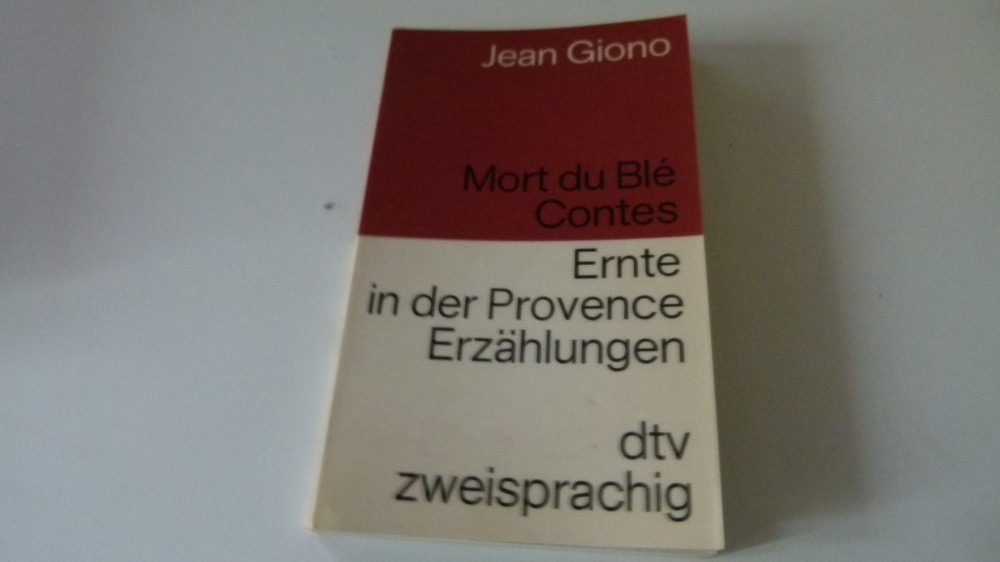 Jean Giono
Mort du Blé
Contes
Ernte
in der Provence
Erzählungen
dtv
zweisprachig